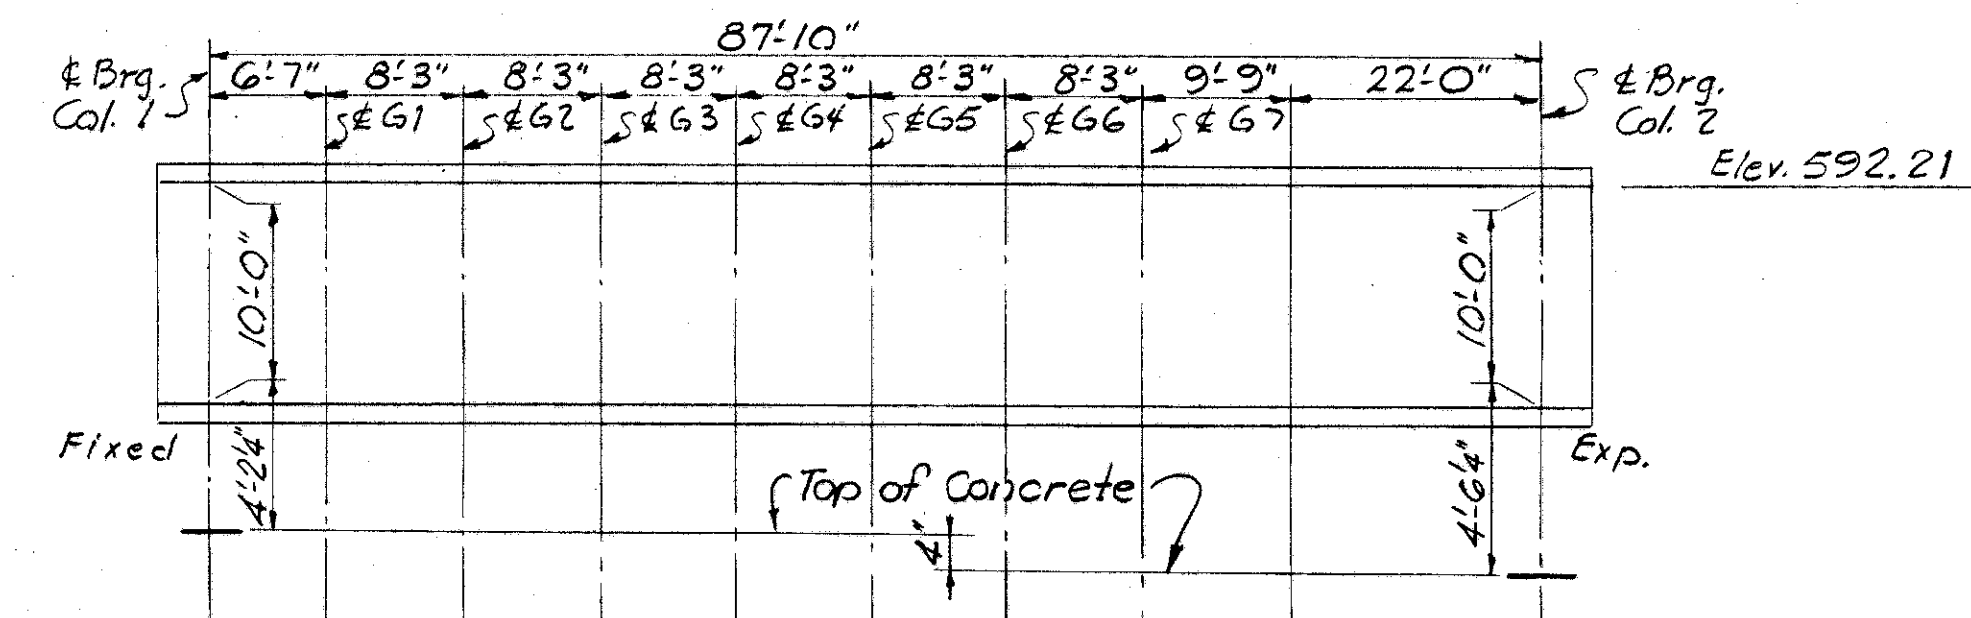 87'-10"
℄ Brg.
Col. 1
6'-7" 8'-3" 8'-3" 8'-3" 8'-3" 8'-3" 8'-3" 9'-9" 22'-0"
℄ G1 ℄ G2 ℄ G3 ℄ G4 ℄ G5 ℄ G6 ℄ G7
℄ Brg.
Col. 2
Elev. 592.21
10'-0"
10'-0"
Fixed
Exp.
4'-2¼"
Top of Concrete
4"
4'-6¼"